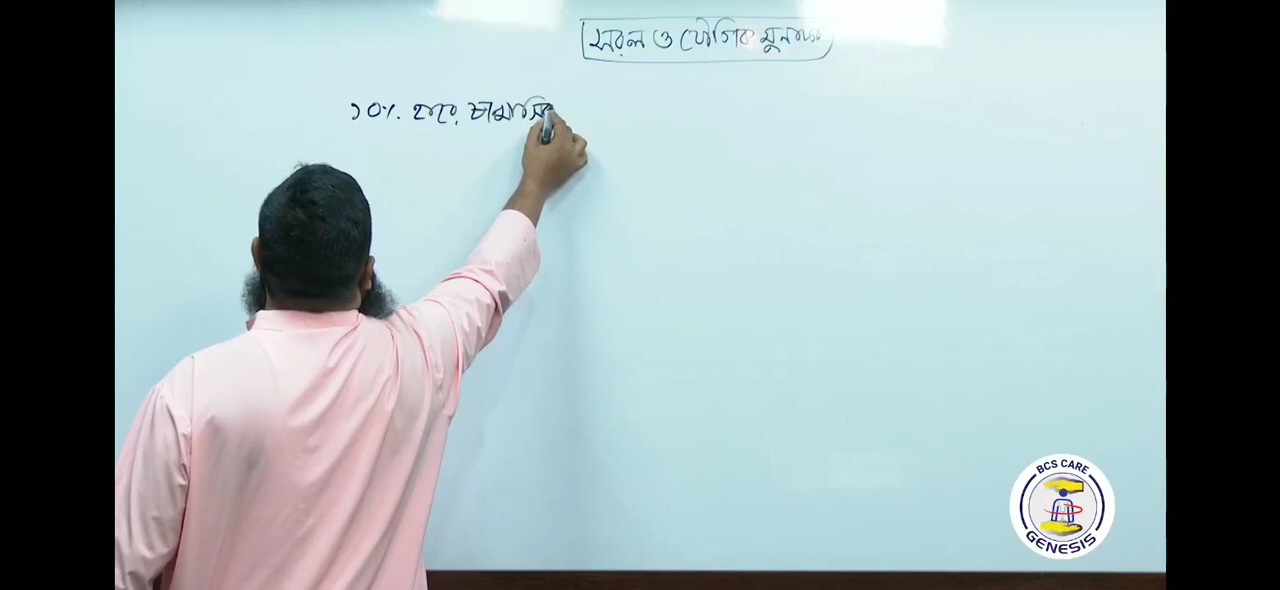 সরল ও যৌগিক মুনাফা
১০% হারে ষান্মাসি
BCS CARE
GENESIS